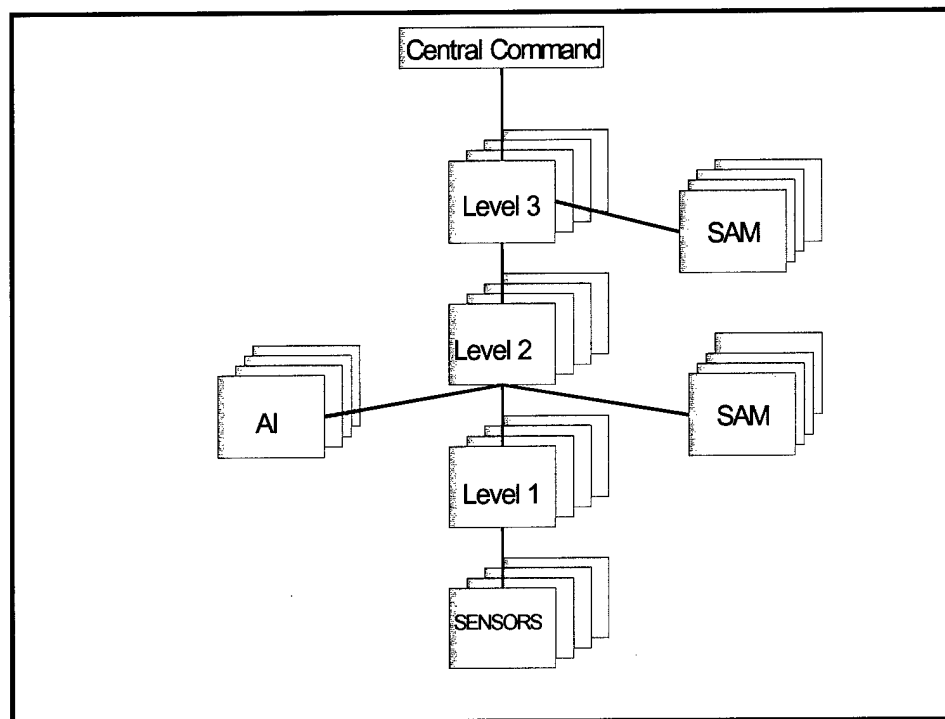 Central Command
Level 3
SAM
Level 2
AI
SAM
Level 1
SENSORS